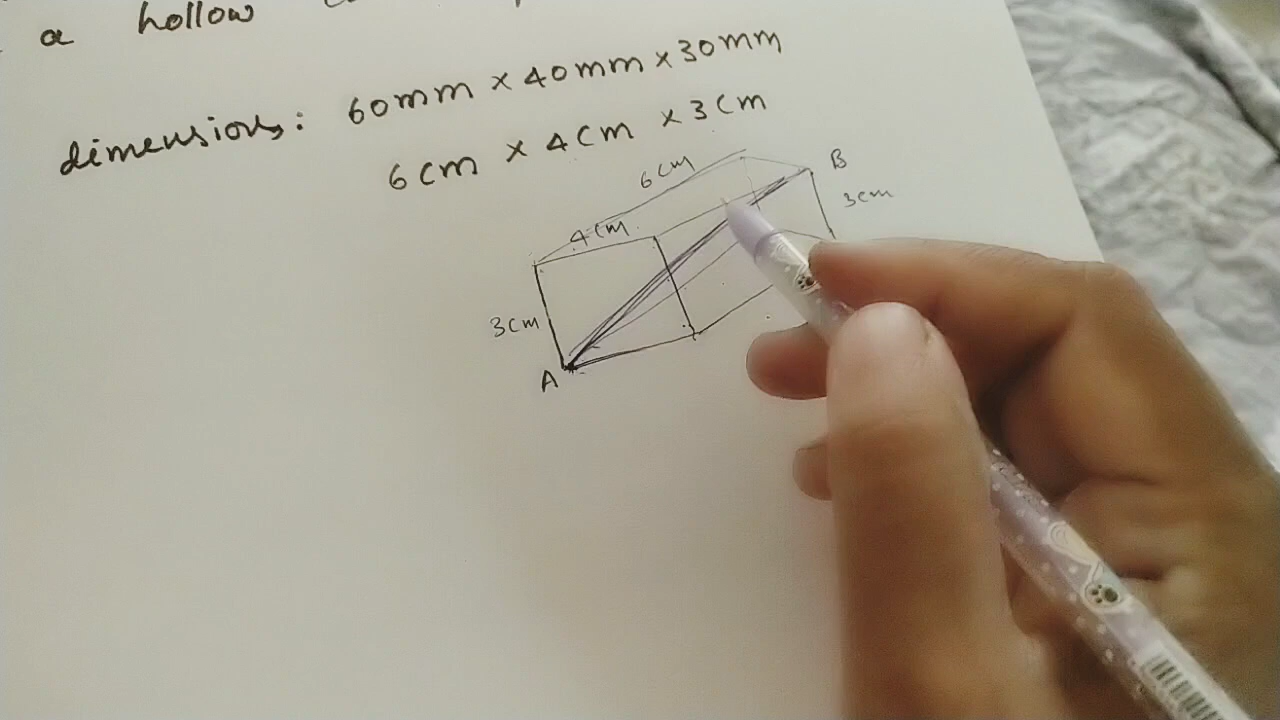 a hollow
dimensions: 60mm x 40mm x 30mm
6cm x 4cm x 3cm
6cm
B
4cm
3cm
3cm
A